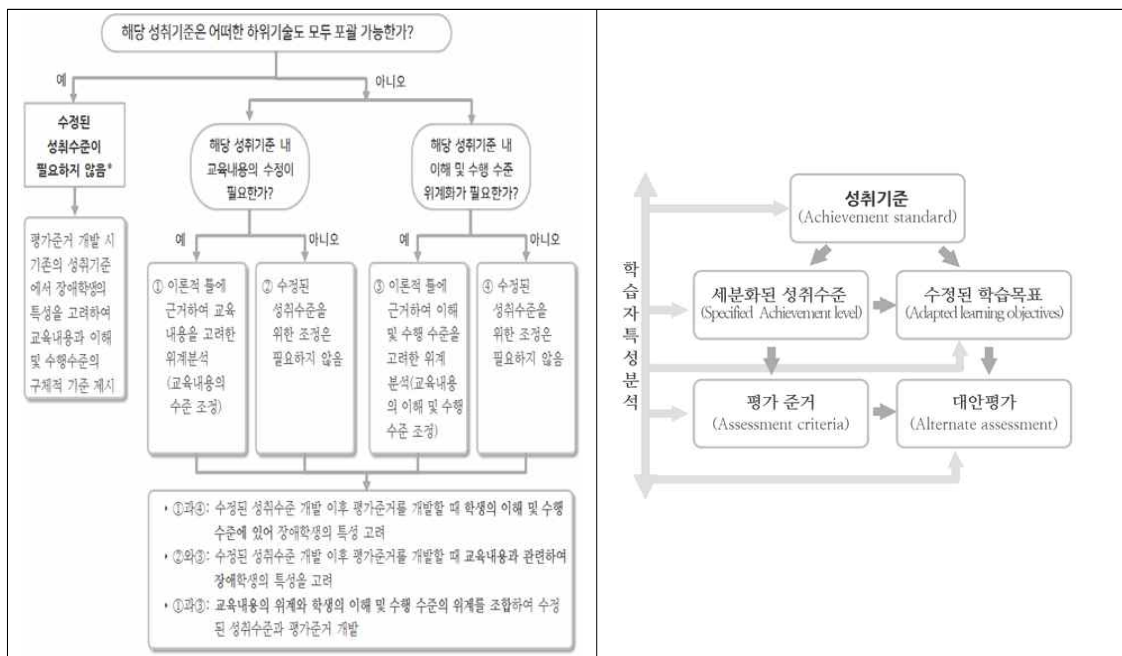 해당 성취기준은 어떠한 하위기술도 모두 포괄 가능한가?
예
아니오
수정된
성취수준이
필요하지 않음*
해당 성취기준 내
교육내용의 수정이
필요한가?
해당 성취기준 내
이해 및 수행 수준
위계화가 필요한가?
평가준거 개발 시
기존의 성취기준
에서 장애학생의
특성을 고려하여
교육내용과 이해
및 수행수준의
구체적 기준 제시
예
아니오
예
아니오
① 이론적 틀에
근거하여 교육
내용을 고려한
위계분석
(교육내용의
수준 조정)
② 수정된
성취수준을
위한 조정은
필요하지 않음
③ 이론적 틀에
근거하여 이해
및 수행 수준을
고려한 위계
분석(교육내용
의 이해 및 수행
수준 조정)
④ 수정된
성취수준을
위한 조정은
필요하지 않음
• ①과④: 수정된 성취수준 개발 이후 평가준거를 개발할 때 학생의 이해 및 수행
수준에 있어 장애학생의 특성 고려
• ②와③: 수정된 성취수준 개발 이후 평가준거를 개발할 때 교육내용과 관련하여
장애학생의 특성을 고려
• ①과③: 교육내용의 위계와 학생의 이해 및 수행 수준의 위계를 조합하여 수정
된 성취수준과 평가준거 개발
학습자특성분석
성취기준
(Achievement standard)
세분화된 성취수준
(Specified Achievement level)
수정된 학습목표
(Adapted learning objectives)
평가 준거
(Assessment criteria)
대안평가
(Alternate assessment)